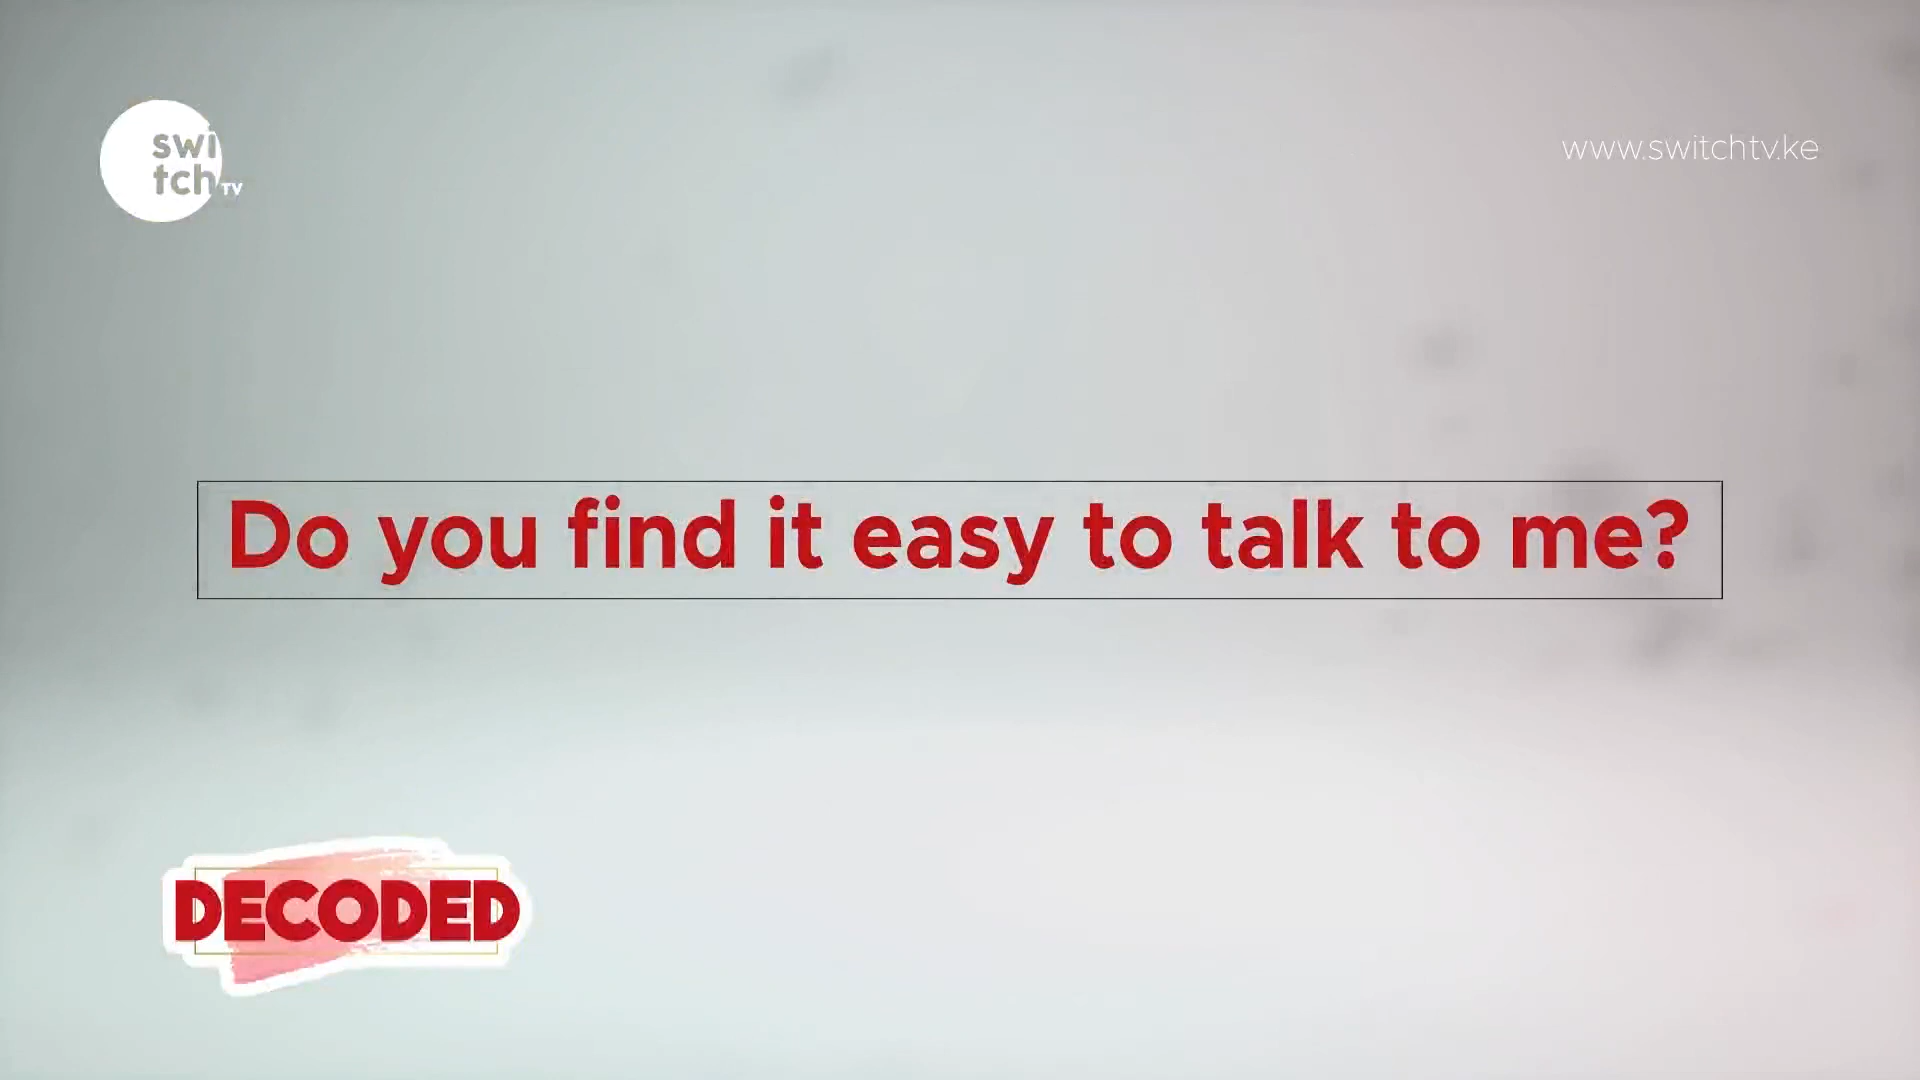 swi
tch TV
www.switchtv.ke
Do you find it easy to talk to me?
DECODED